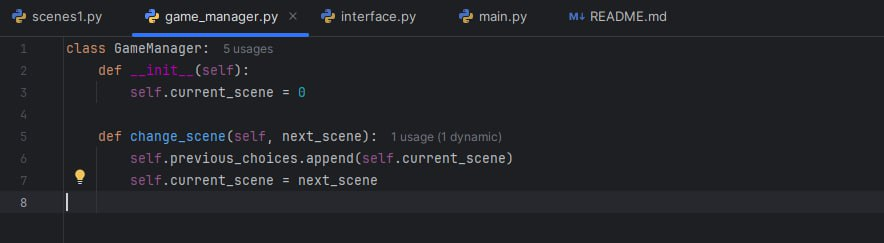 scenes1.py game_manager.py × interface.py main.py M↓ README.md
1 class GameManager: 5 usages
2     def __init__(self):
3         self.current_scene = 0
4
5     def change_scene(self, next_scene): 1 usage (1 dynamic)
6         self.previous_choices.append(self.current_scene)
7         self.current_scene = next_scene
8